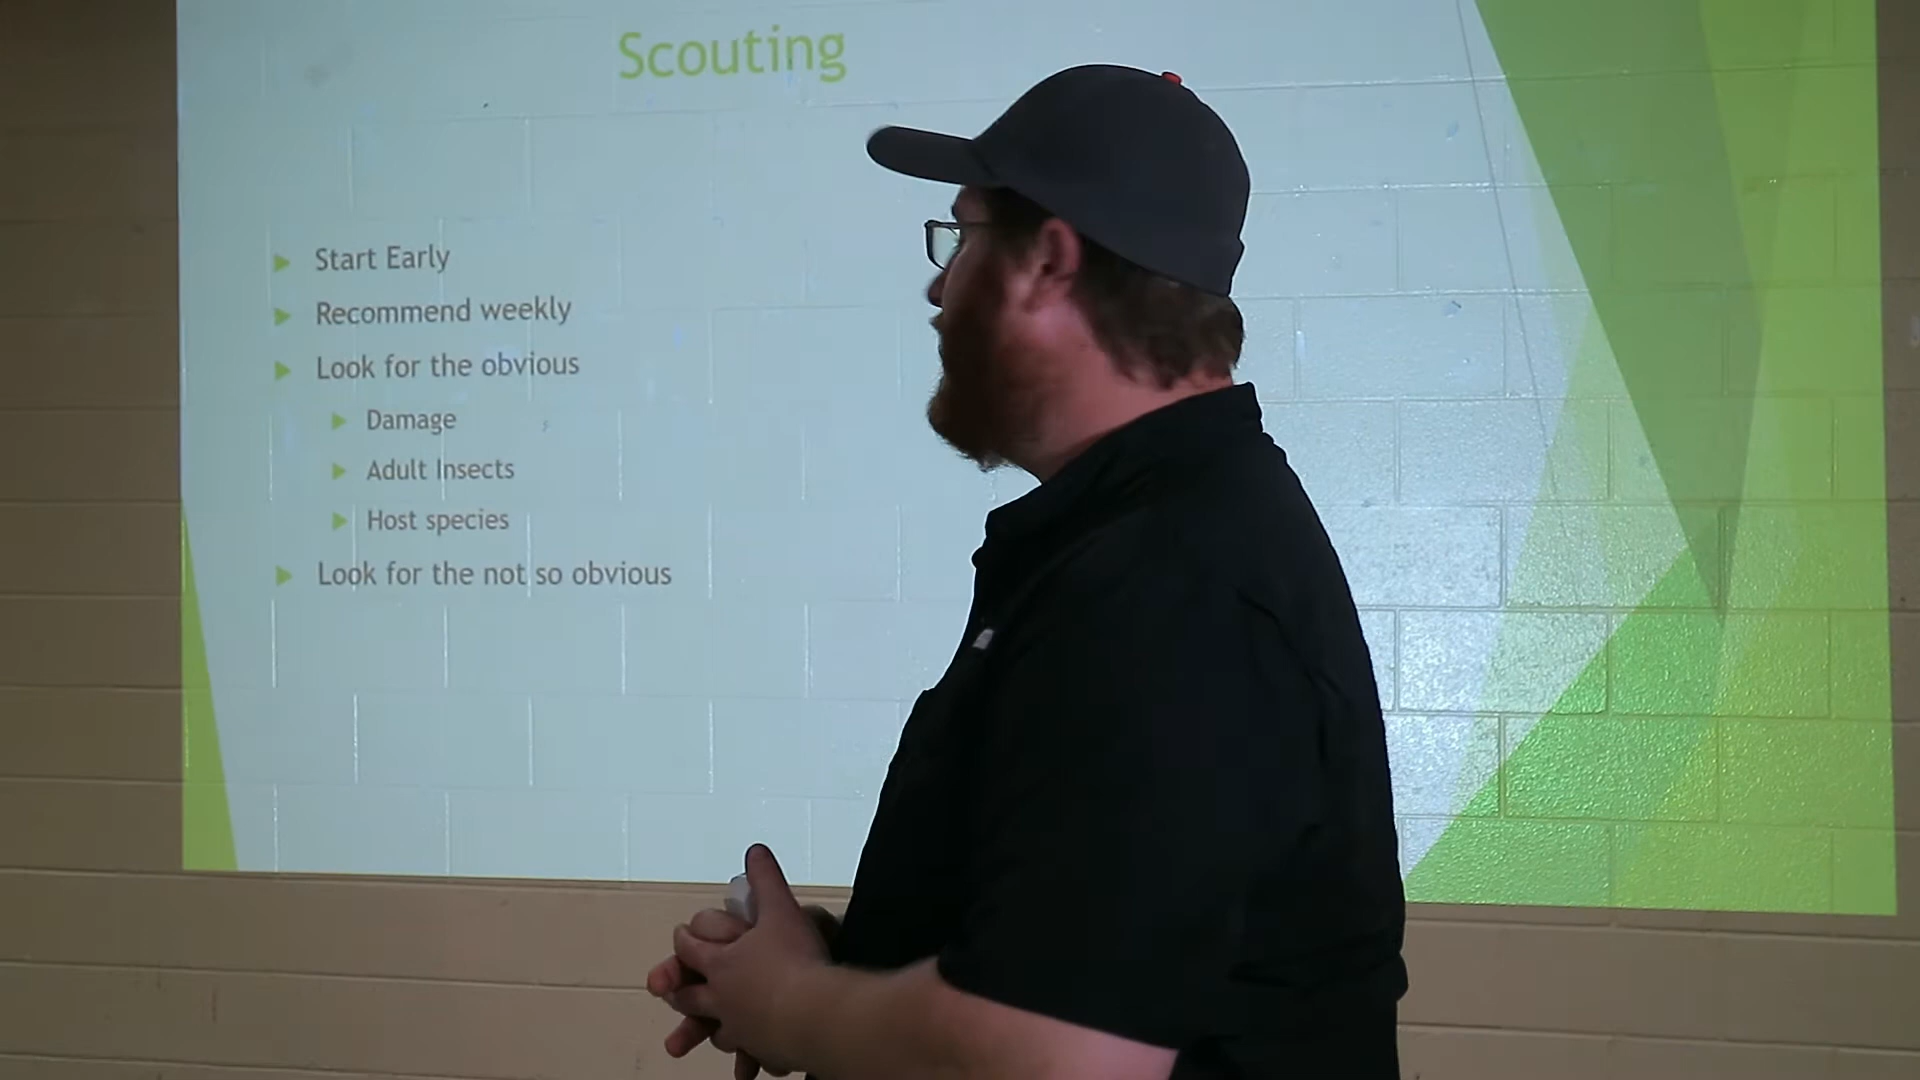 Scouting
Start Early
Recommend weekly
Look for the obvious
Damage
Adult Insects
Host species
Look for the not so obvious